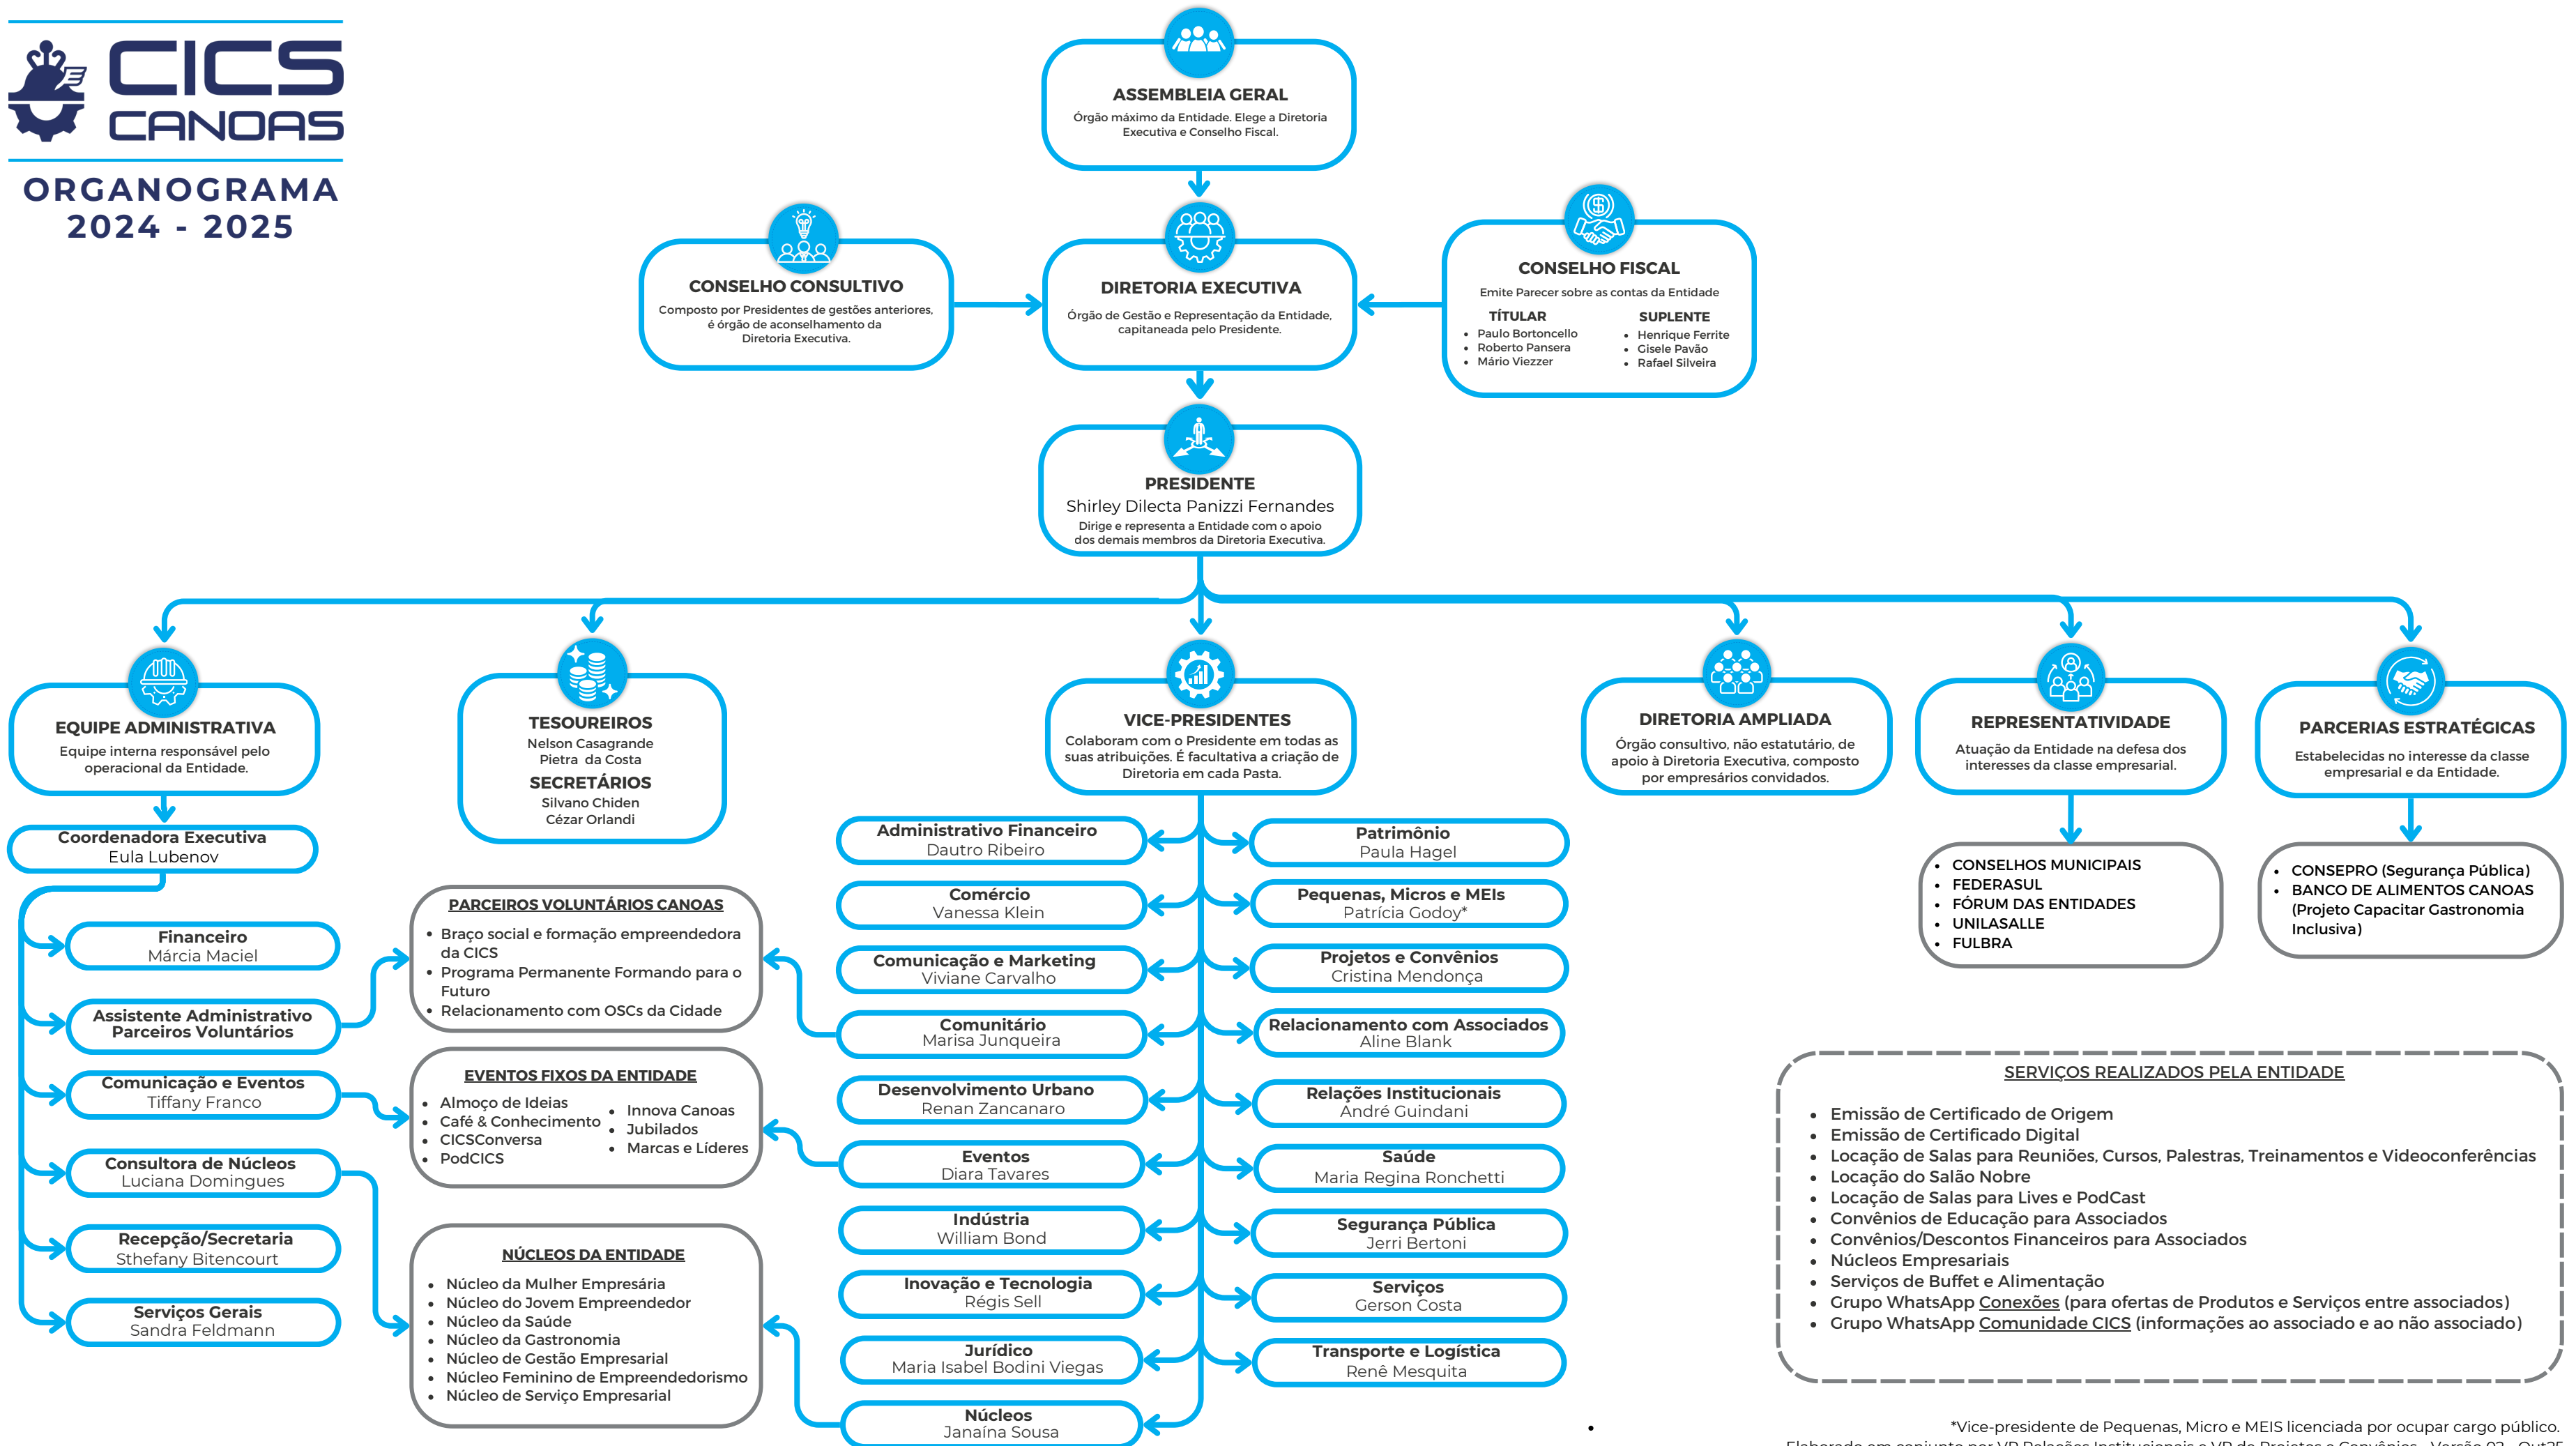 CICS
CANOAS
ORGANOGRAMA
2024 - 2025
ASSEMBLEIA GERAL
Órgão máximo da Entidade. Elege a Diretoria
Executiva e Conselho Fiscal.
CONSELHO CONSULTIVO
Composto por Presidentes de gestões anteriores,
é órgão de aconselhamento da
Diretoria Executiva.
DIRETORIA EXECUTIVA
Órgão de Gestão e Representação da Entidade,
capitaneada pelo Presidente.
CONSELHO FISCAL
Emite Parecer sobre as contas da Entidade
TÍTULAR
• Paulo Bortoncello
• Roberto Pansera
• Mário Viezzer
SUPLENTE
• Henrique Ferrite
• Gisele Pavão
• Rafael Silveira
PRESIDENTE
Shirley Dilecta Panizzi Fernandes
Dirige e representa a Entidade com o apoio
dos demais membros da Diretoria Executiva.
EQUIPE ADMINISTRATIVA
Equipe interna responsável pelo
operacional da Entidade.
Coordenadora Executiva
Eula Lubenov
Financeiro
Márcia Maciel
Assistente Administrativo
Parceiros Voluntários
Comunicação e Eventos
Tiffany Franco
Consultora de Núcleos
Luciana Domingues
Recepção/Secretaria
Sthefany Bitencourt
Serviços Gerais
Sandra Feldmann
TESOUREIROS
Nelson Casagrande
Pietra da Costa
SECRETÁRIOS
Silvano Chiden
Cézar Orlandi
PARCEIROS VOLUNTÁRIOS CANOAS
• Braço social e formação empreendedora
da CICS
• Programa Permanente Formando para o
Futuro
• Relacionamento com OSCs da Cidade
EVENTOS FIXOS DA ENTIDADE
• Almoço de Ideias
• Café & Conhecimento
• CICSConversa
• PodCICS
• Innova Canoas
• Jubilados
• Marcas e Líderes
NÚCLEOS DA ENTIDADE
• Núcleo da Mulher Empresária
• Núcleo do Jovem Empreendedor
• Núcleo da Saúde
• Núcleo da Gastronomia
• Núcleo de Gestão Empresarial
• Núcleo Feminino de Empreendedorismo
• Núcleo de Serviço Empresarial
VICE-PRESIDENTES
Colaboram com o Presidente em todas as
suas atribuições. É facultativa a criação de
Diretoria em cada Pasta.
Administrativo Financeiro
Dautro Ribeiro
Comércio
Vanessa Klein
Comunicação e Marketing
Viviane Carvalho
Comunitário
Marisa Junqueira
Desenvolvimento Urbano
Renan Zancanaro
Eventos
Diara Tavares
Indústria
William Bond
Inovação e Tecnologia
Régis Sell
Jurídico
Maria Isabel Bodini Viegas
Núcleos
Janaína Sousa
Patrimônio
Paula Hagel
Pequenas, Micros e MEIs
Patrícia Godoy*
Projetos e Convênios
Cristina Mendonça
Relacionamento com Associados
Aline Blank
Relações Institucionais
André Guindani
Saúde
Maria Regina Ronchetti
Segurança Pública
Jerri Bertoni
Serviços
Gerson Costa
Transporte e Logística
Renê Mesquita
DIRETORIA AMPLIADA
Órgão consultivo, não estatutário, de
apoio à Diretoria Executiva, composto
por empresários convidados.
REPRESENTATIVIDADE
Atuação da Entidade na defesa dos
interesses da classe empresarial.
• CONSELHOS MUNICIPAIS
• FEDERASUL
• FÓRUM DAS ENTIDADES
• UNILASALLE
• FULBRA
PARCERIAS ESTRATÉGICAS
Estabelecidas no interesse da classe
empresarial e da Entidade.
• CONSEPRO (Segurança Pública)
• BANCO DE ALIMENTOS CANOAS
(Projeto Capacitar Gastronomia
Inclusiva)
SERVIÇOS REALIZADOS PELA ENTIDADE
• Emissão de Certificado de Origem
• Emissão de Certificado Digital
• Locação de Salas para Reuniões, Cursos, Palestras, Treinamentos e Videoconferências
• Locação do Salão Nobre
• Locação de Salas para Lives e PodCast
• Convênios de Educação para Associados
• Convênios/Descontos Financeiros para Associados
• Núcleos Empresariais
• Serviços de Buffet e Alimentação
• Grupo WhatsApp Conexões (para ofertas de Produtos e Serviços entre associados)
• Grupo WhatsApp Comunidade CICS (informações ao associado e ao não associado)
*Vice-presidente de Pequenas, Micro e MEIS licenciada por ocupar cargo público.
Elaborado em conjunto por VP Relações Institucionais e VP de Projetos e Convênios - Versão